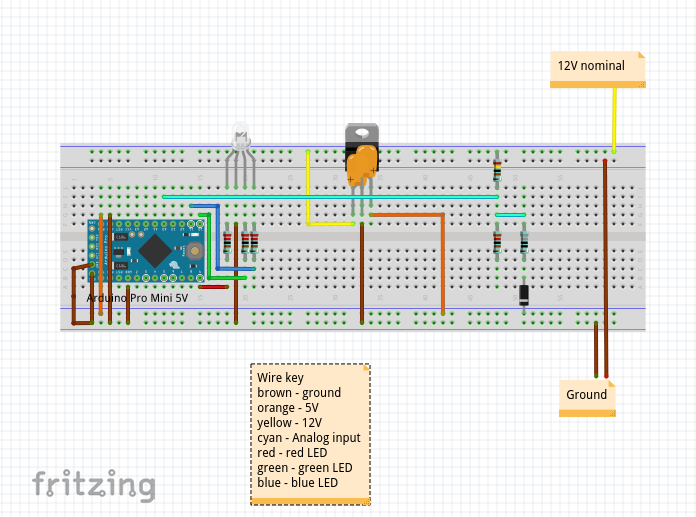 12V nominal
Arduino Pro Mini 5V
Wire key
brown - ground
orange - 5V
yellow - 12V
cyan - Analog input
red - red LED
green - green LED
blue - blue LED
Ground
fritzing